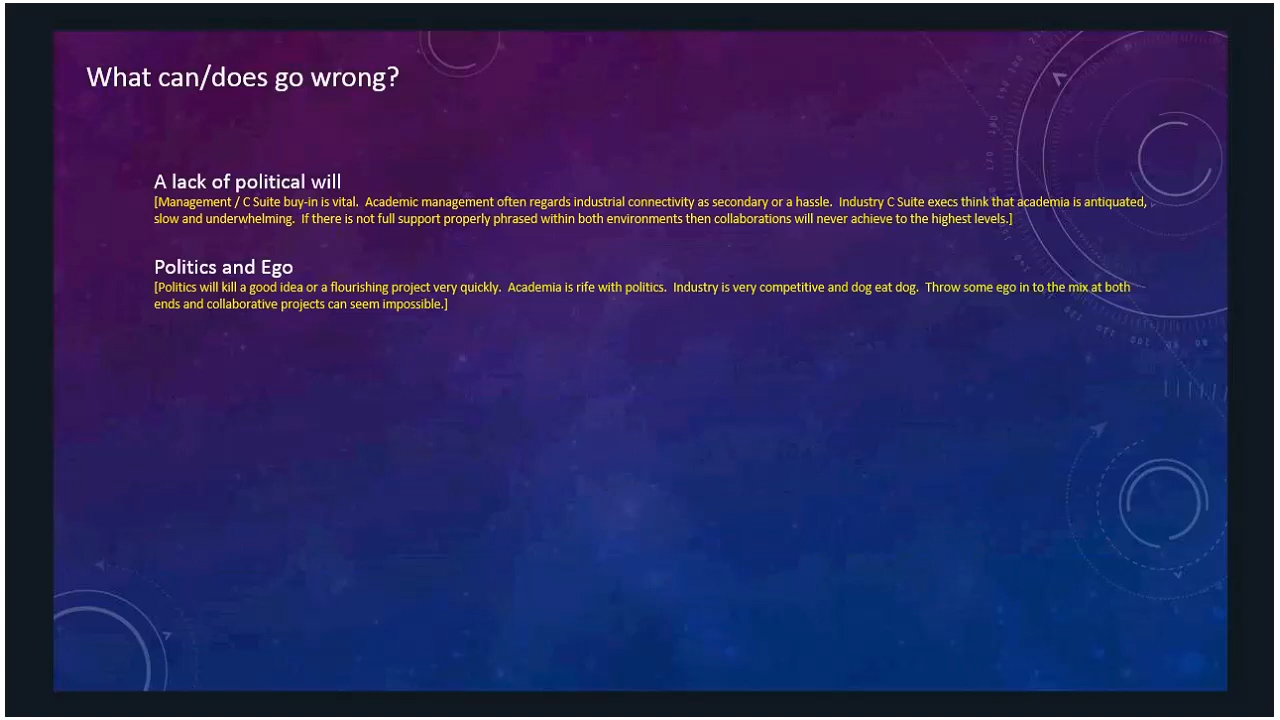 What can/does go wrong?
A lack of political will
[Management / C Suite buy-in is vital.  Academic management often regards industrial connectivity as secondary or a hassle.  Industry C Suite execs think that academia is antiquated,
slow and underwhelming.  If there is not full support properly phrased within both environments then collaborations will never achieve to the highest levels.]
Politics and Ego
[Politics will kill a good idea or a flourishing project very quickly.  Academia is rife with politics.  Industry is very competitive and dog eat dog.  Throw some ego in to the mix at both
ends and collaborative projects can seem impossible.]